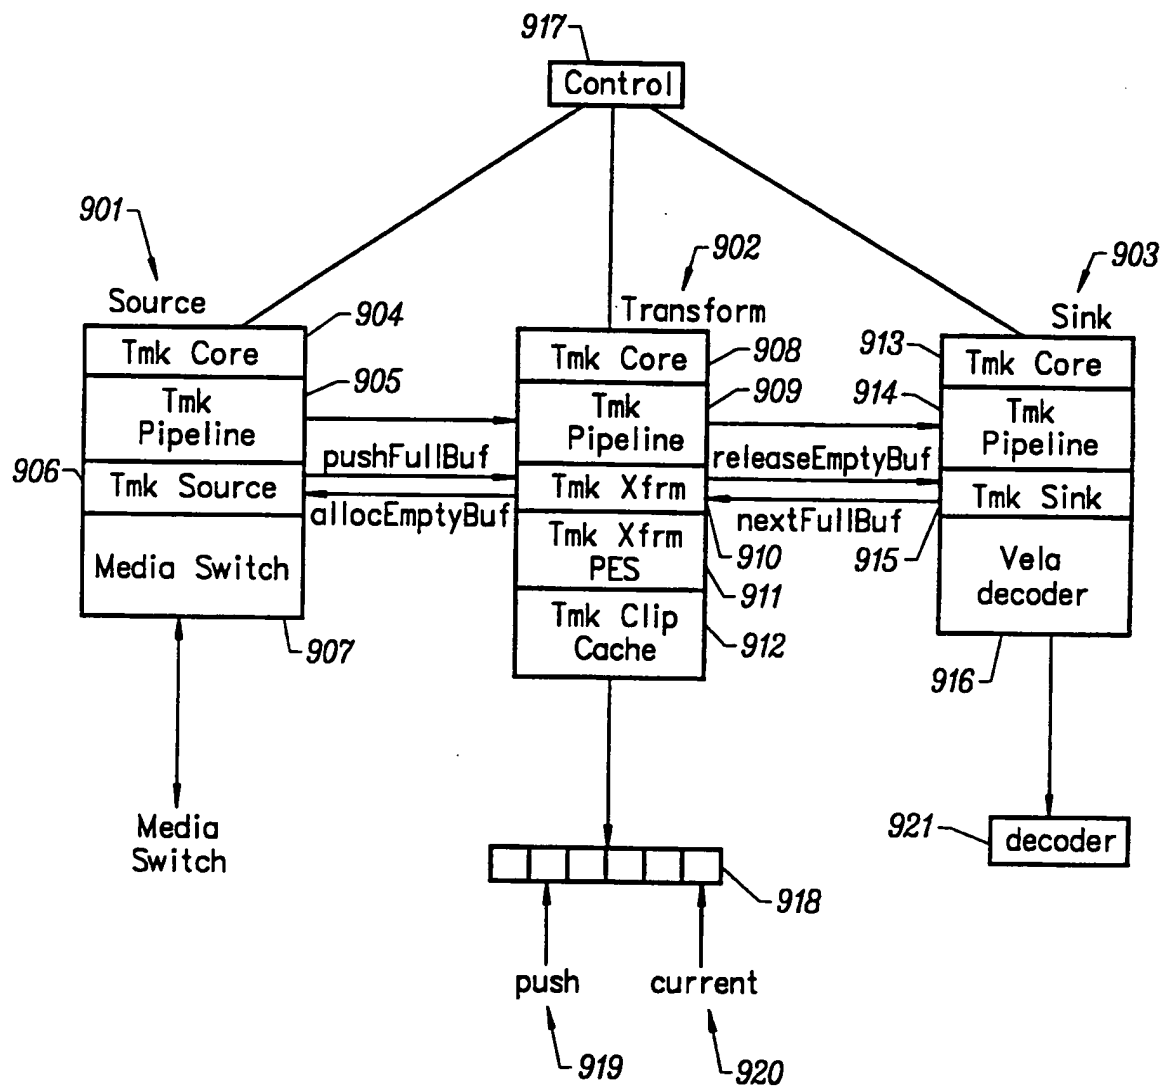 917
Control
901
902
903
Source
904
Transform
Sink
Tmk Core
Tmk Core
908
913
Tmk Core
905
Tmk
Pipeline
Tmk
Pipeline
909
914
Tmk
Pipeline
906
pushFullBuf
releaseEmptyBuf
Tmk Source
Tmk Xfrm
Tmk Sink
allocEmptyBuf
nextFullBuf
Media Switch
Tmk Xfrm
PES
910
915
Vela
decoder
911
Tmk Clip
Cache
912
907
916
Media
Switch
921
decoder
918
push
current
919
920